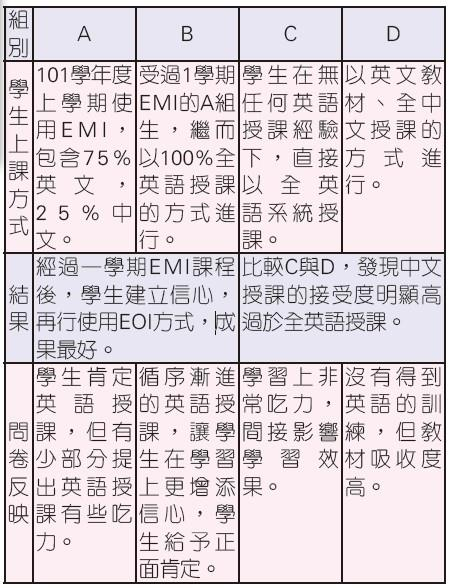 組別
A
B
C
D
學生上課方式
101學年度
上學期使
用EMI，
包含75%
英文，
25%中
文。
受過1學期
EMI的A組
生，繼而
以100%全
英語授課
的方式進
行。
學生在無
任何英語
授課經驗
下，直接
以全英
語系統授
課。
以英文教
材、全中
文授課的
方式進
行。
結果
經過一學期EMI課程
後，學生建立信心，
再行使用EOI方式，成
果最好。
比較C與D，發現中文
授課的接受度明顯高
過於全英語授課。
問卷反映
學生肯定
英語授
課，但有
少部分提
出英語授
課有些吃
力。
循序漸進
的英語授
課，讓學
生在學習
上更增添
信心，學
生給予正
面肯定。
學習上非
常吃力，
間接影響
學習效
果。
沒有得到
英語的訓
練，但教
材吸收度
高。